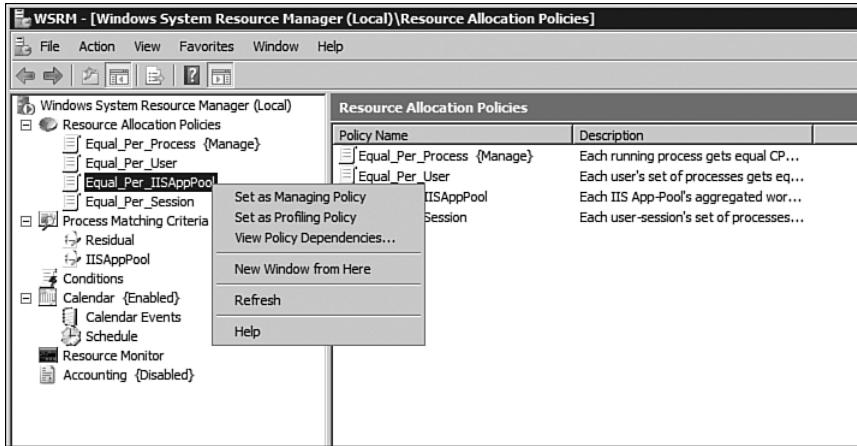 WSRM - [Windows System Resource Manager (Local)\Resource Allocation Policies]
File Action View Favorites Window Help
Windows System Resource Manager (Local)
Resource Allocation Policies
Equal_Per_Process {Manage}
Equal_Per_User
Equal_Per_IISAppPool
Equal_Per_Session
Process Matching Criteria
Residual
IISAppPool
Conditions
Calendar {Enabled}
Calendar Events
Schedule
Resource Monitor
Accounting {Disabled}
Set as Managing Policy
Set as Profiling Policy
View Policy Dependencies...
New Window from Here
Refresh
Help
Resource Allocation Policies
Policy Name Description
Equal_Per_Process {Manage} Each running process gets equal CP...
Equal_Per_User Each user's set of processes gets eq...
IISAppPool Each IIS App-Pool's aggregated wor...
Session Each user-session's set of processes...